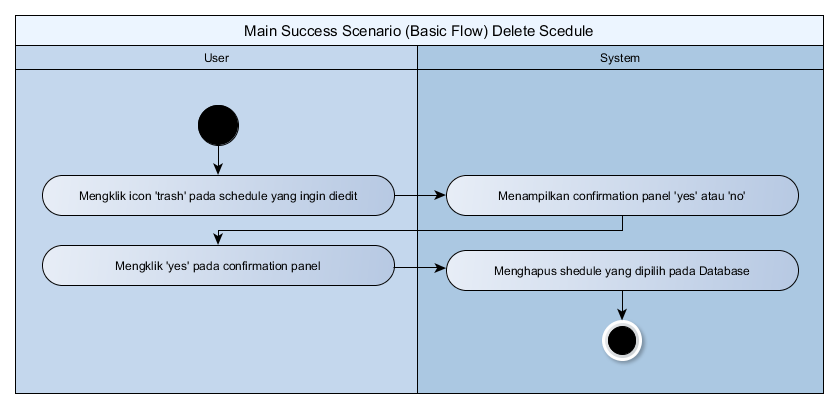 Main Success Scenario (Basic Flow) Delete Scedule
User
System
Mengklik icon 'trash' pada schedule yang ingin diedit
Menampilkan confirmation panel 'yes' atau 'no'
Mengklik 'yes' pada confirmation panel
Menghapus shedule yang dipilih pada Database